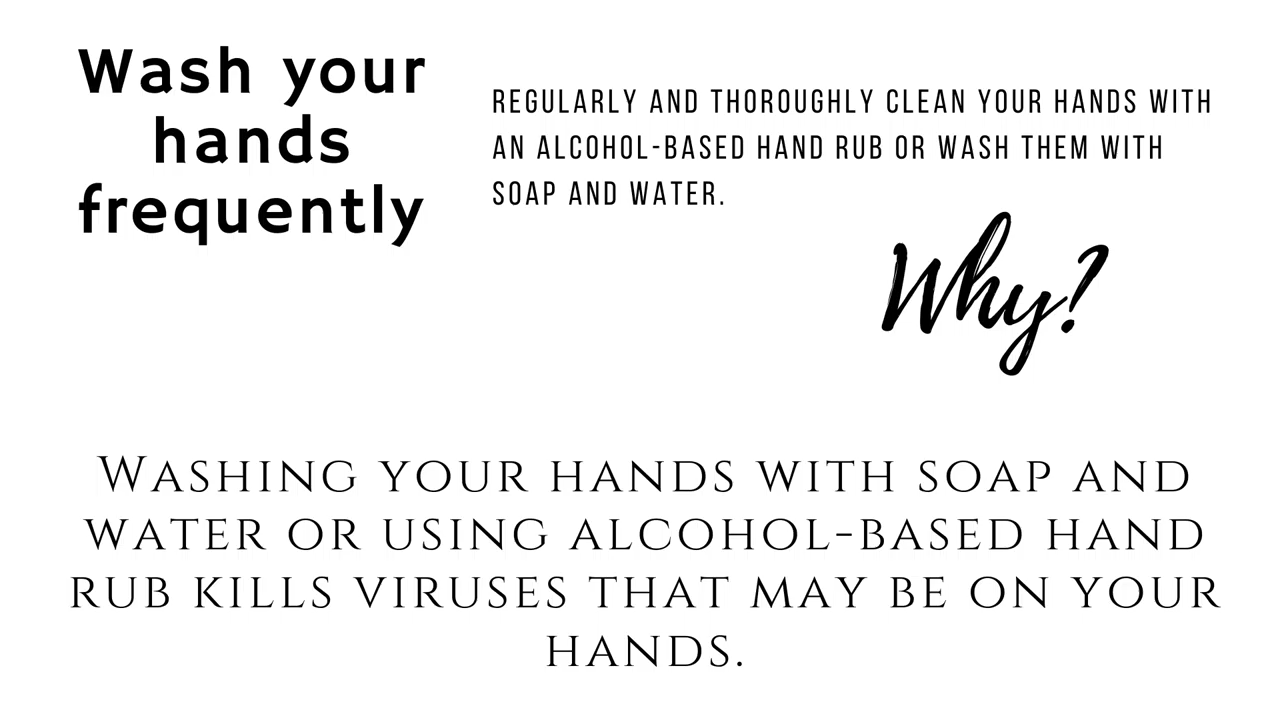 Wash your
hands
frequently
REGULARLY AND THOROUGHLY CLEAN YOUR HANDS WITH
AN ALCOHOL-BASED HAND RUB OR WASH THEM WITH
SOAP AND WATER.
Why?
WASHING YOUR HANDS WITH SOAP AND
WATER OR USING ALCOHOL-BASED HAND
RUB KILLS VIRUSES THAT MAY BE ON YOUR
HANDS.